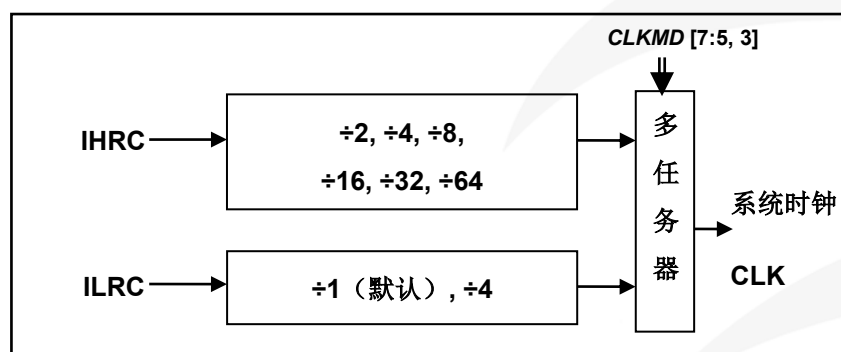 CLKMD [7:5, 3]
IHRC
÷2, ÷4, ÷8,
÷16, ÷32, ÷64
多
任
务
器
系统时钟
CLK
ILRC
÷1（默认）, ÷4